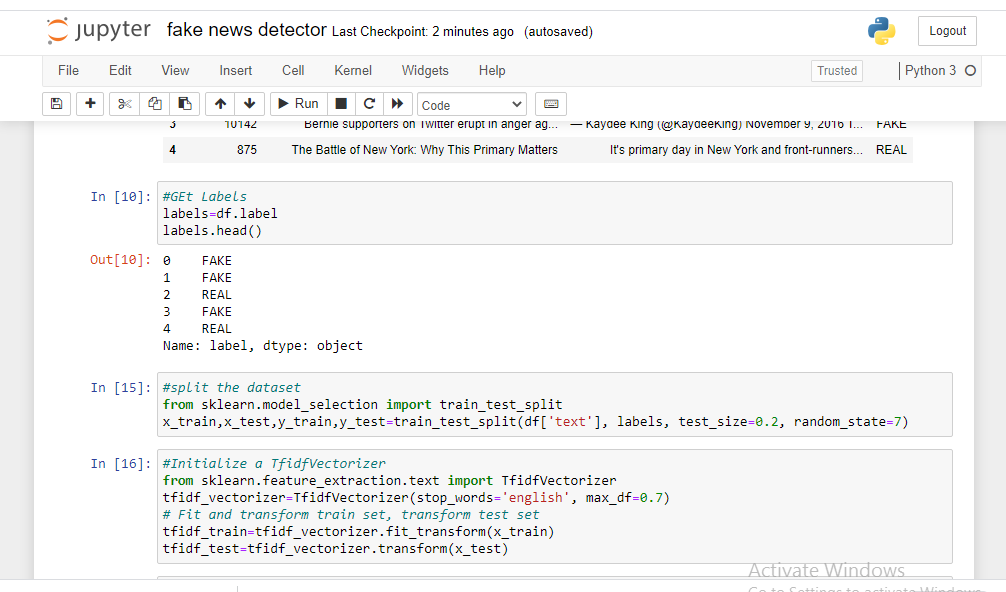 jupyter fake news detector Last Checkpoint: 2 minutes ago (autosaved) Logout
File Edit View Insert Cell Kernel Widgets Help Trusted Python 3
Run Code
3 10142 Bernie supporters on Twitter erupt in anger ag... — Kaydee King (@KaydeeKing) November 9, 2016 T... FAKE
4 875 The Battle of New York: Why This Primary Matters It's primary day in New York and front-runners... REAL
In [10]: #GEt Labels
labels=df.label
labels.head()
Out[10]: 0 FAKE
1 FAKE
2 REAL
3 FAKE
4 REAL
Name: label, dtype: object
In [15]: #split the dataset
from sklearn.model_selection import train_test_split
x_train,x_test,y_train,y_test=train_test_split(df['text'], labels, test_size=0.2, random_state=7)
In [16]: #Initialize a TfidfVectorizer
from sklearn.feature_extraction.text import TfidfVectorizer
tfidf_vectorizer=TfidfVectorizer(stop_words='english', max_df=0.7)
# Fit and transform train set, transform test set
tfidf_train=tfidf_vectorizer.fit_transform(x_train)
tfidf_test=tfidf_vectorizer.transform(x_test)
Activate Windows
Go to Settings to activate Windows.